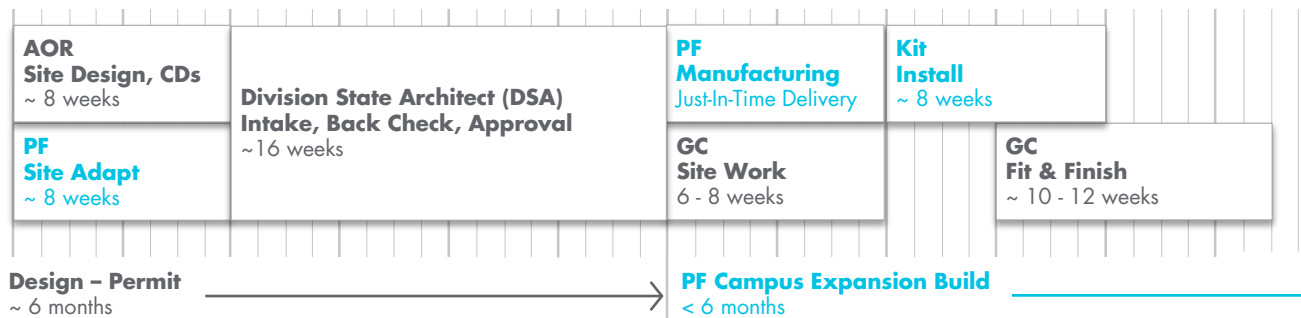 AOR
Site Design, CDs
~ 8 weeks
PF
Site Adapt
~ 8 weeks
Division State Architect (DSA)
Intake, Back Check, Approval
~16 weeks
PF
Manufacturing
Just-In-Time Delivery
GC
Site Work
6 - 8 weeks
Kit
Install
~ 8 weeks
GC
Fit & Finish
~ 10 - 12 weeks
Design – Permit
~ 6 months
PF Campus Expansion Build
< 6 months